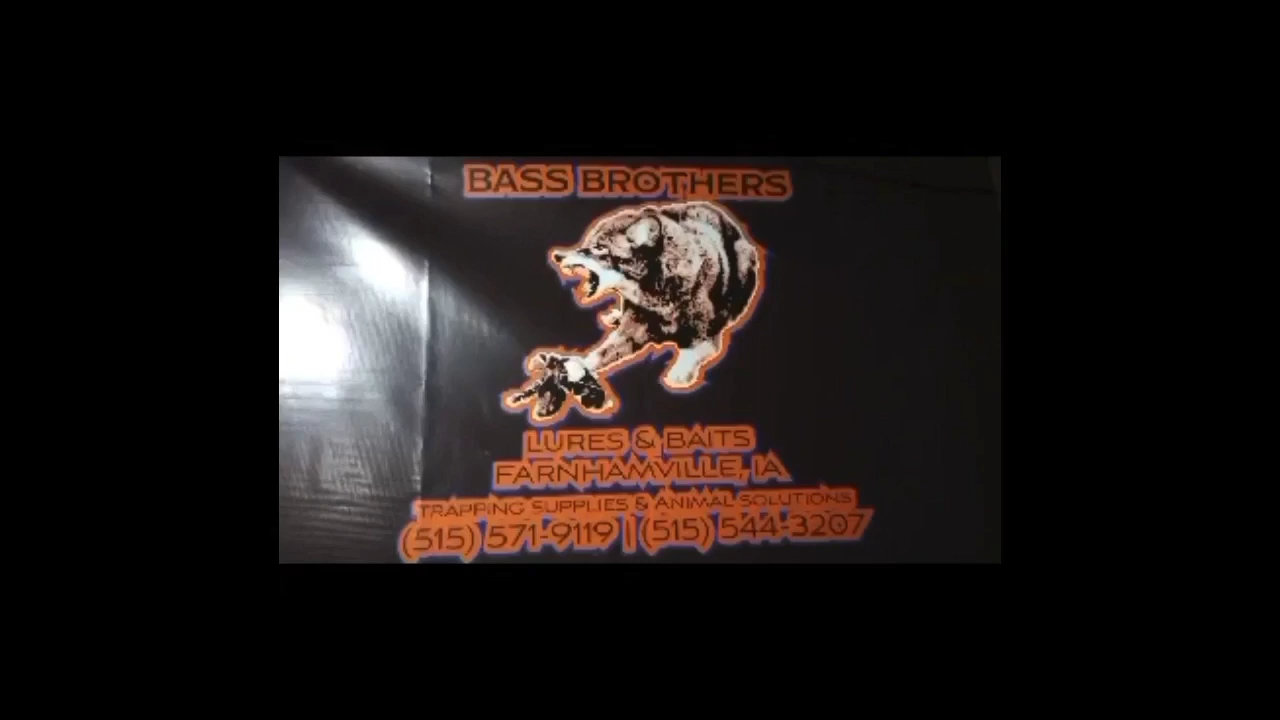 BASS BROTHERS
LURES & BAITS
FARNHAMVILLE, IA
TRAPPING SUPPLIES & ANIMAL SOLUTIONS
(515) 571-9119 | (515) 544-3207